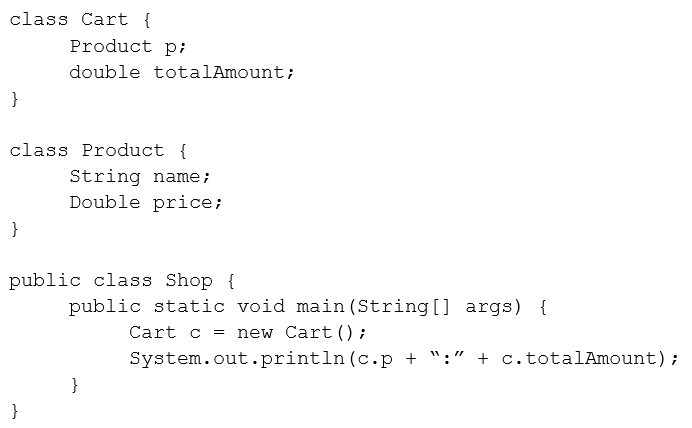 class Cart {
Product p;
double totalAmount;
}
class Product {
String name;
Double price;
}
public class Shop {
public static void main(String[] args) {
Cart c = new Cart();
System.out.println(c.p + “:” + c.totalAmount);
}
}